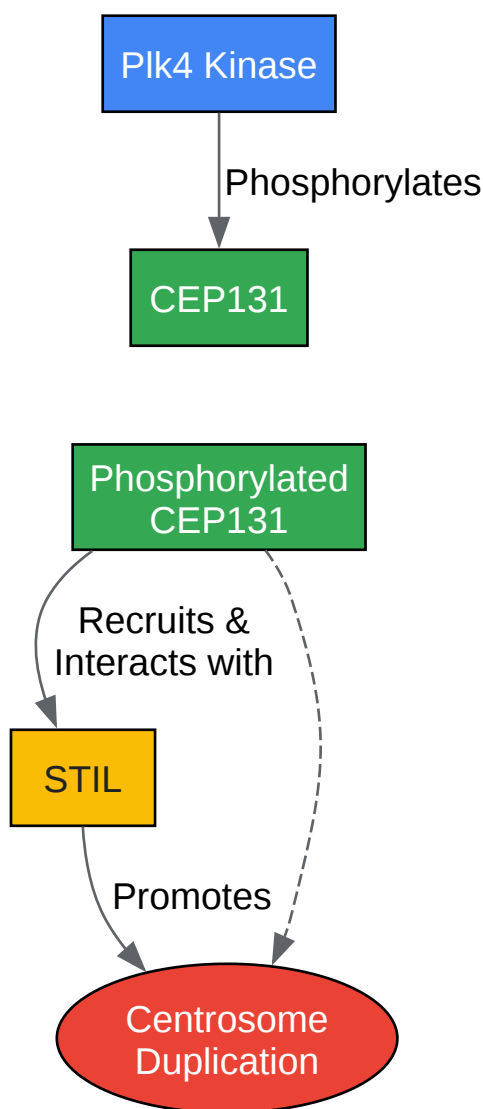 Plk4 Kinase
Phosphorylates
CEP131
Phosphorylated
CEP131
Recruits &
Interacts with
STIL
Promotes
Centrosome
Duplication